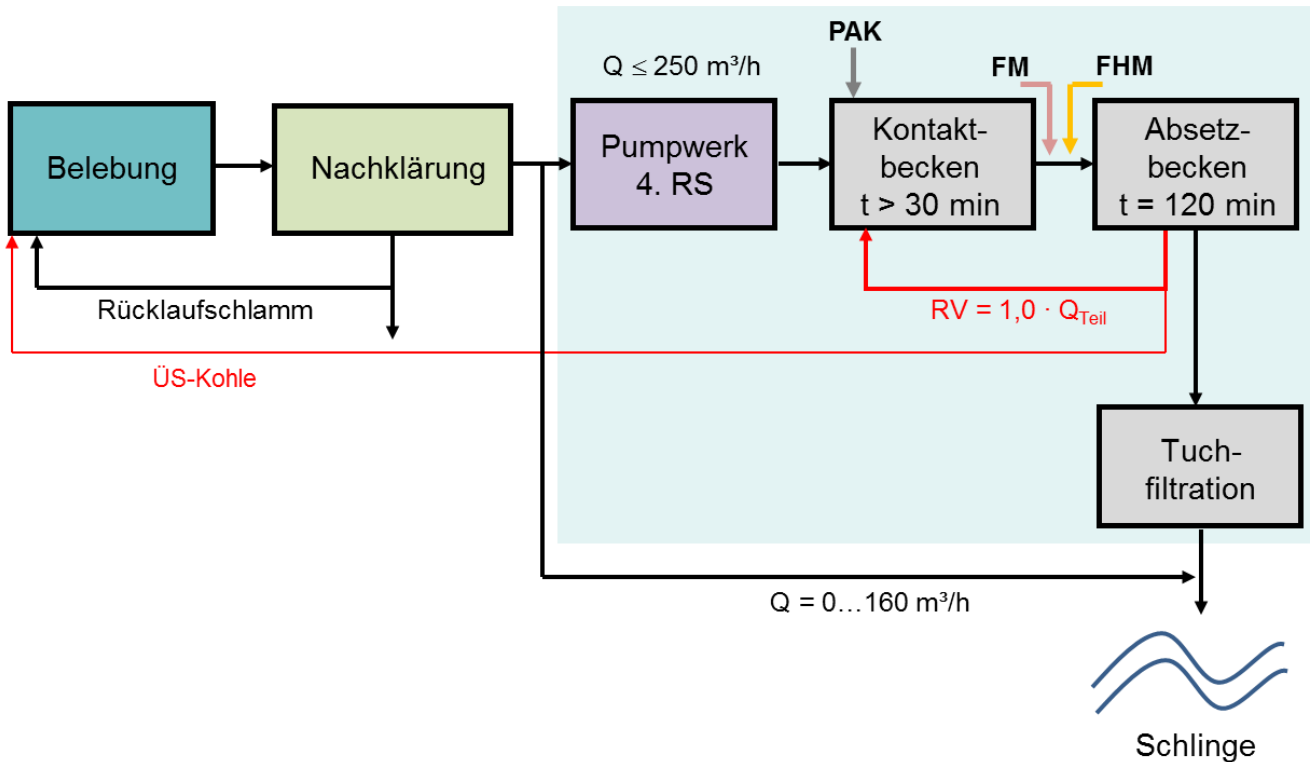 PAK
Q ≤ 250 m³/h
FM
FHM
Belebung
Nachklärung
Pumpwerk
4. RS
Kontakt-
becken
t > 30 min
Absetz-
becken
t = 120 min
Rücklaufschlamm
RV = 1,0 · QTeil
ÜS-Kohle
Tuch-
filtration
Q = 0…160 m³/h
Schlinge